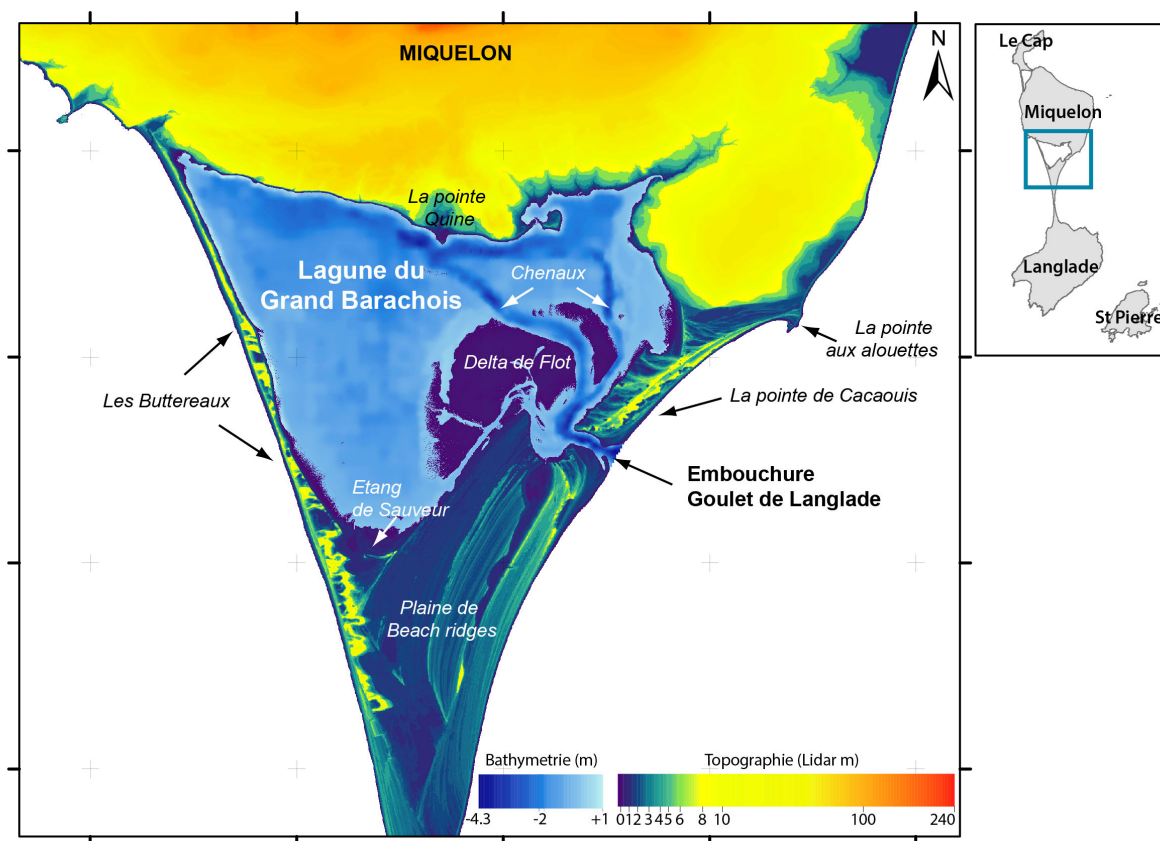 MIQUELON
N
La pointe
Quine
Lagune du
Grand Barachois
Chenaux
Delta de Flot
La pointe
aux alouettes
Les Buttereaux
La pointe de Cacaouis
Embouchure
Goulet de Langlade
Etang
de Sauveur
Plaine de
Beach ridges
Bathymetrie (m)
-4.3 -2 +1
Topographie (Lidar m)
0 1 2 3 4 5 6 8 10 100 240
Le Cap
Miquelon
Langlade
St Pierre